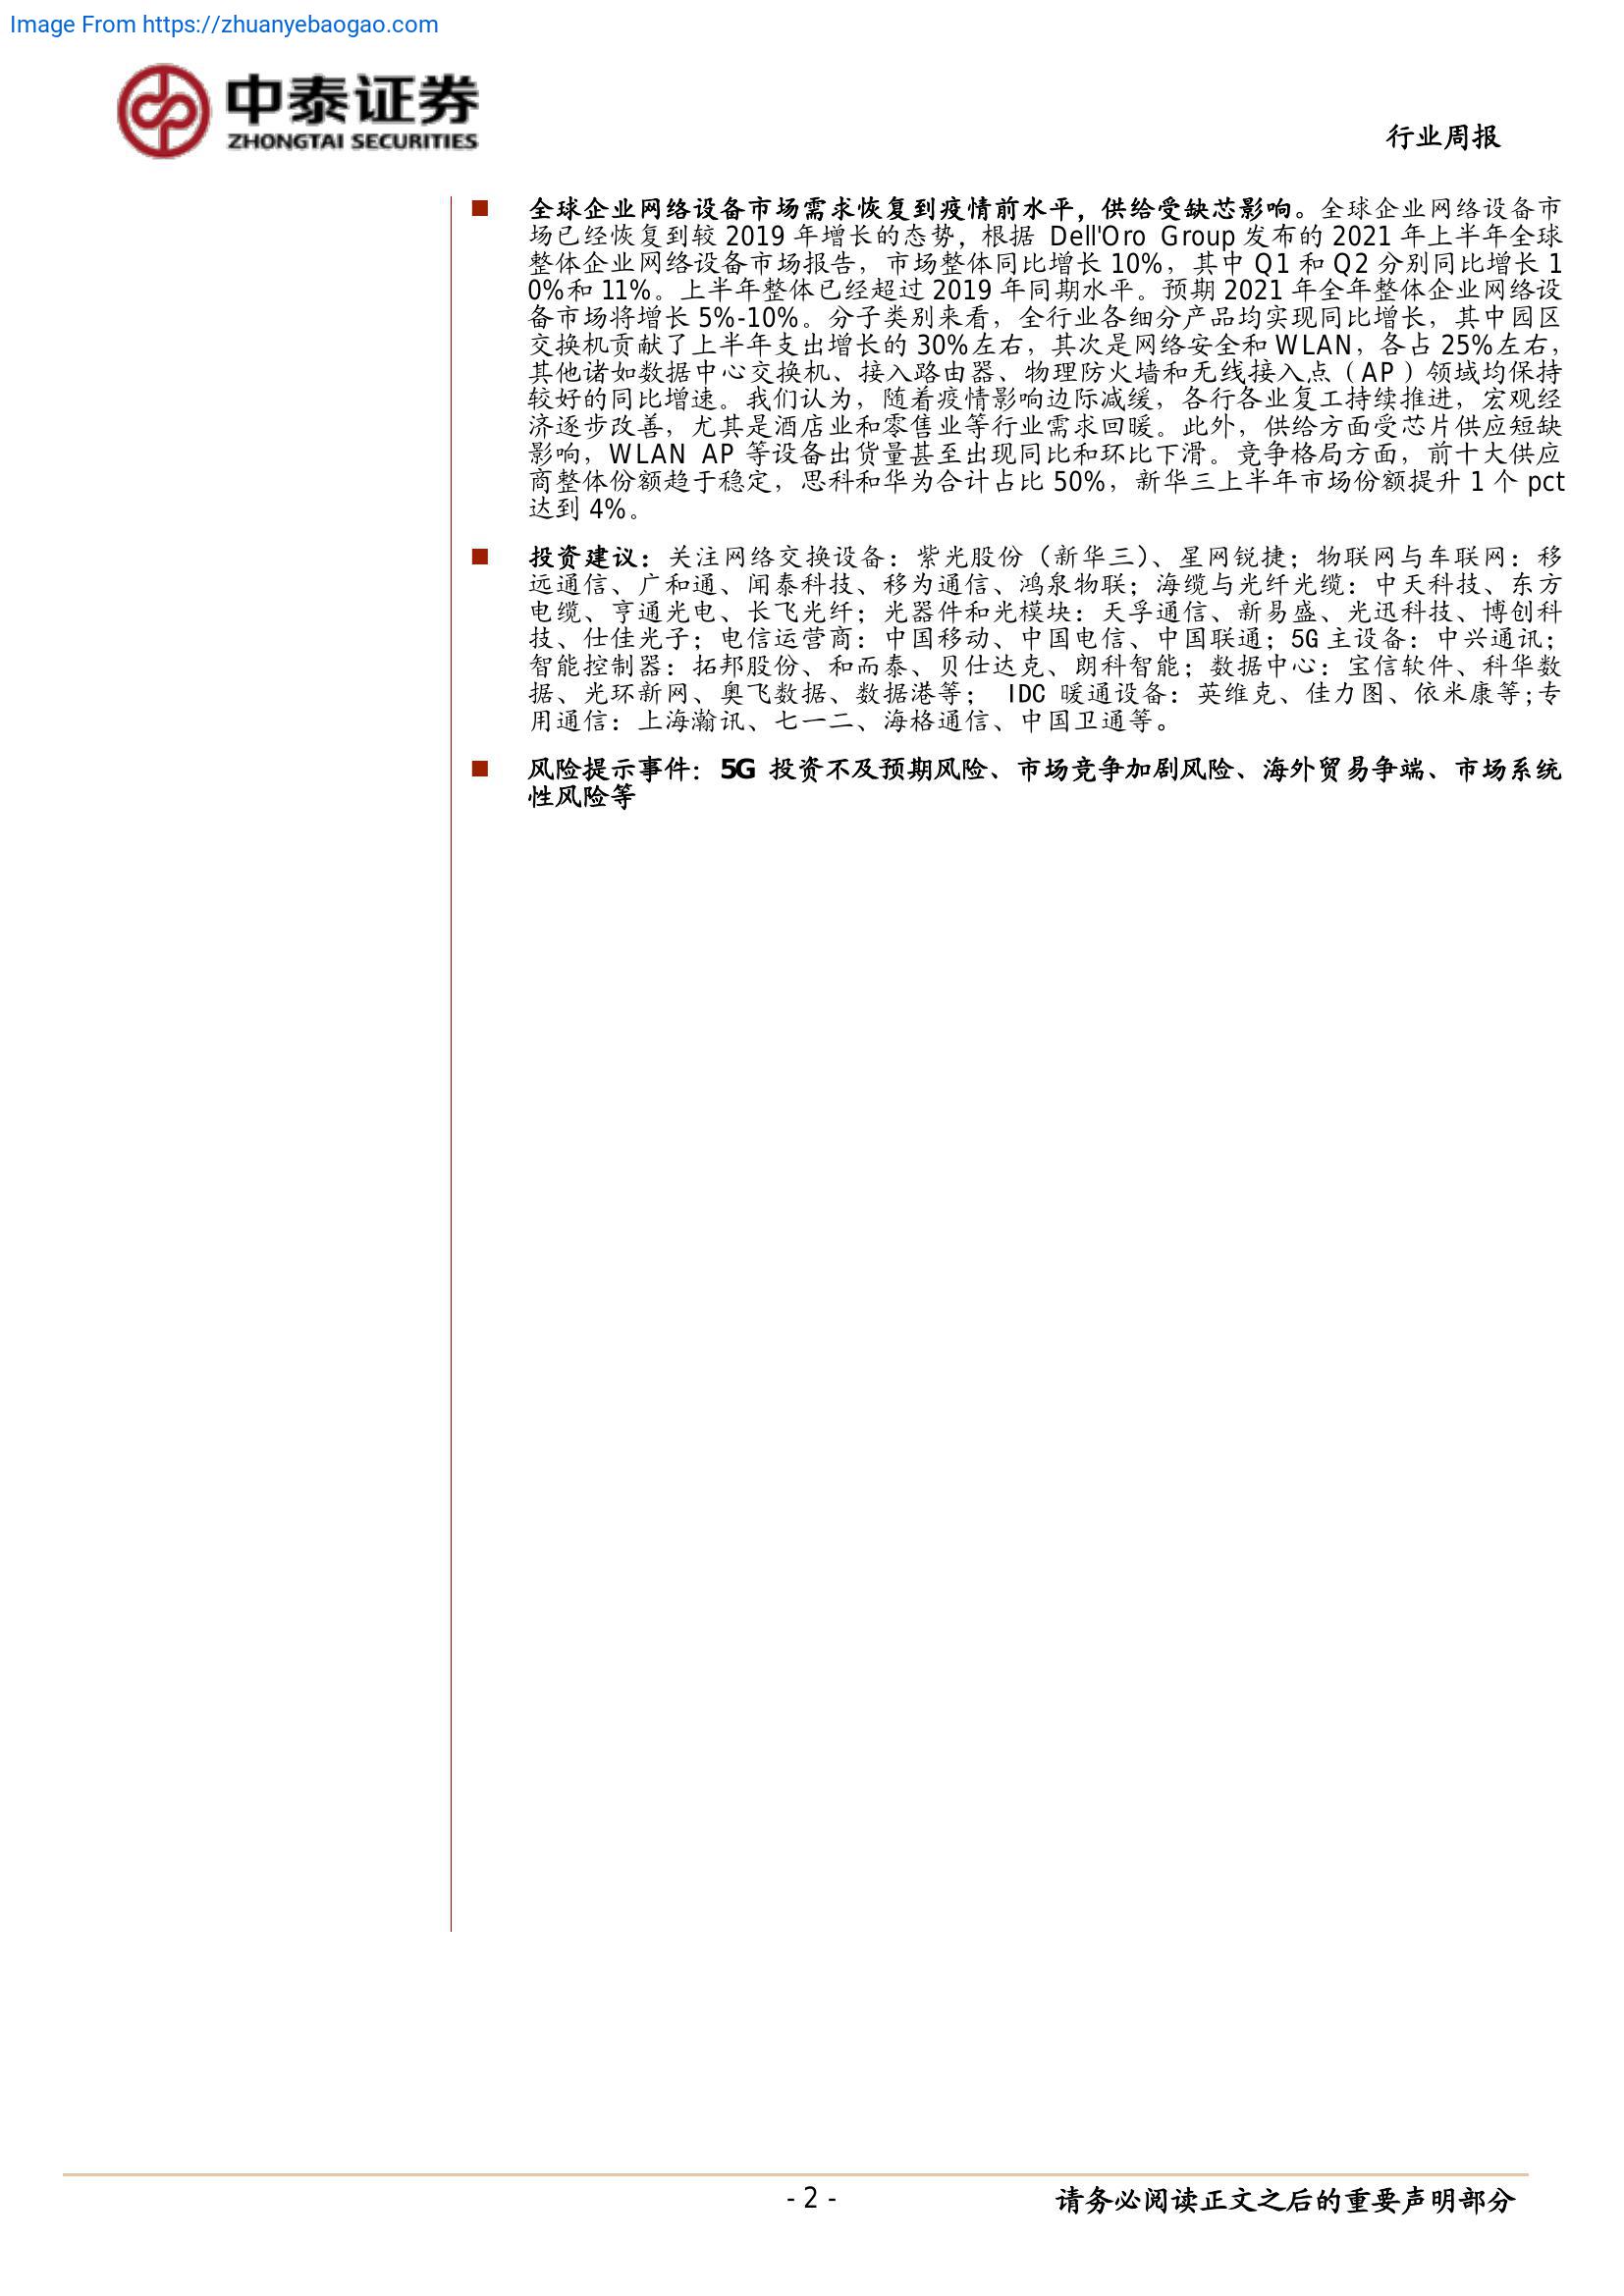 Image From https://zhuanyebaogao.com
中泰证券
ZHONGTAI SECURITIES
行业周报
■ 全球企业网络设备市场需求恢复到疫情前水平，供给受缺芯影响。全球企业网络设备市
场已经恢复到较 2019 年增长的态势，根据 Dell'Oro Group 发布的 2021 年上半年全球
整体企业网络设备市场报告，市场整体同比增长 10%，其中 Q1 和 Q2 分别同比增长 1
0%和 11%。上半年整体已经超过 2019 年同期水平。预期 2021 年全年整体企业网络设
备市场将增长 5%-10%。分子类别来看，全行业各细分产品均实现同比增长，其中园区
交换机贡献了上半年支出增长的 30%左右，其次是网络安全和 WLAN，各占 25%左右，
其他诸如数据中心交换机、接入路由器、物理防火墙和无线接入点（AP）领域均保持
较好的同比增速。我们认为，随着疫情影响边际减缓，各行各业复工持续推进，宏观经
济逐步改善，尤其是酒店业和零售业等行业需求回暖。此外，供给方面受芯片供应短缺
影响，WLAN AP 等设备出货量甚至出现同比和环比下滑。竞争格局方面，前十大供应
商整体份额趋于稳定，思科和华为合计占比 50%，新华三上半年市场份额提升 1 个 pct
达到 4%。
■ 投资建议：关注网络交换设备：紫光股份（新华三）、星网锐捷；物联网与车联网：移
远通信、广和通、闻泰科技、移为通信、鸿泉物联；海缆与光纤光缆：中天科技、东方
电缆、亨通光电、长飞光纤；光器件和光模块：天孚通信、新易盛、光迅科技、博创科
技、仕佳光子；电信运营商：中国移动、中国电信、中国联通；5G 主设备：中兴通讯；
智能控制器：拓邦股份、和而泰、贝仕达克、朗科智能；数据中心：宝信软件、科华数
据、光环新网、奥飞数据、数据港等； IDC 暖通设备：英维克、佳力图、依米康等;专
用通信：上海瀚讯、七一二、海格通信、中国卫通等。
■ 风险提示事件：5G 投资不及预期风险、市场竞争加剧风险、海外贸易争端、市场系统
性风险等
- 2 -
请务必阅读正文之后的重要声明部分